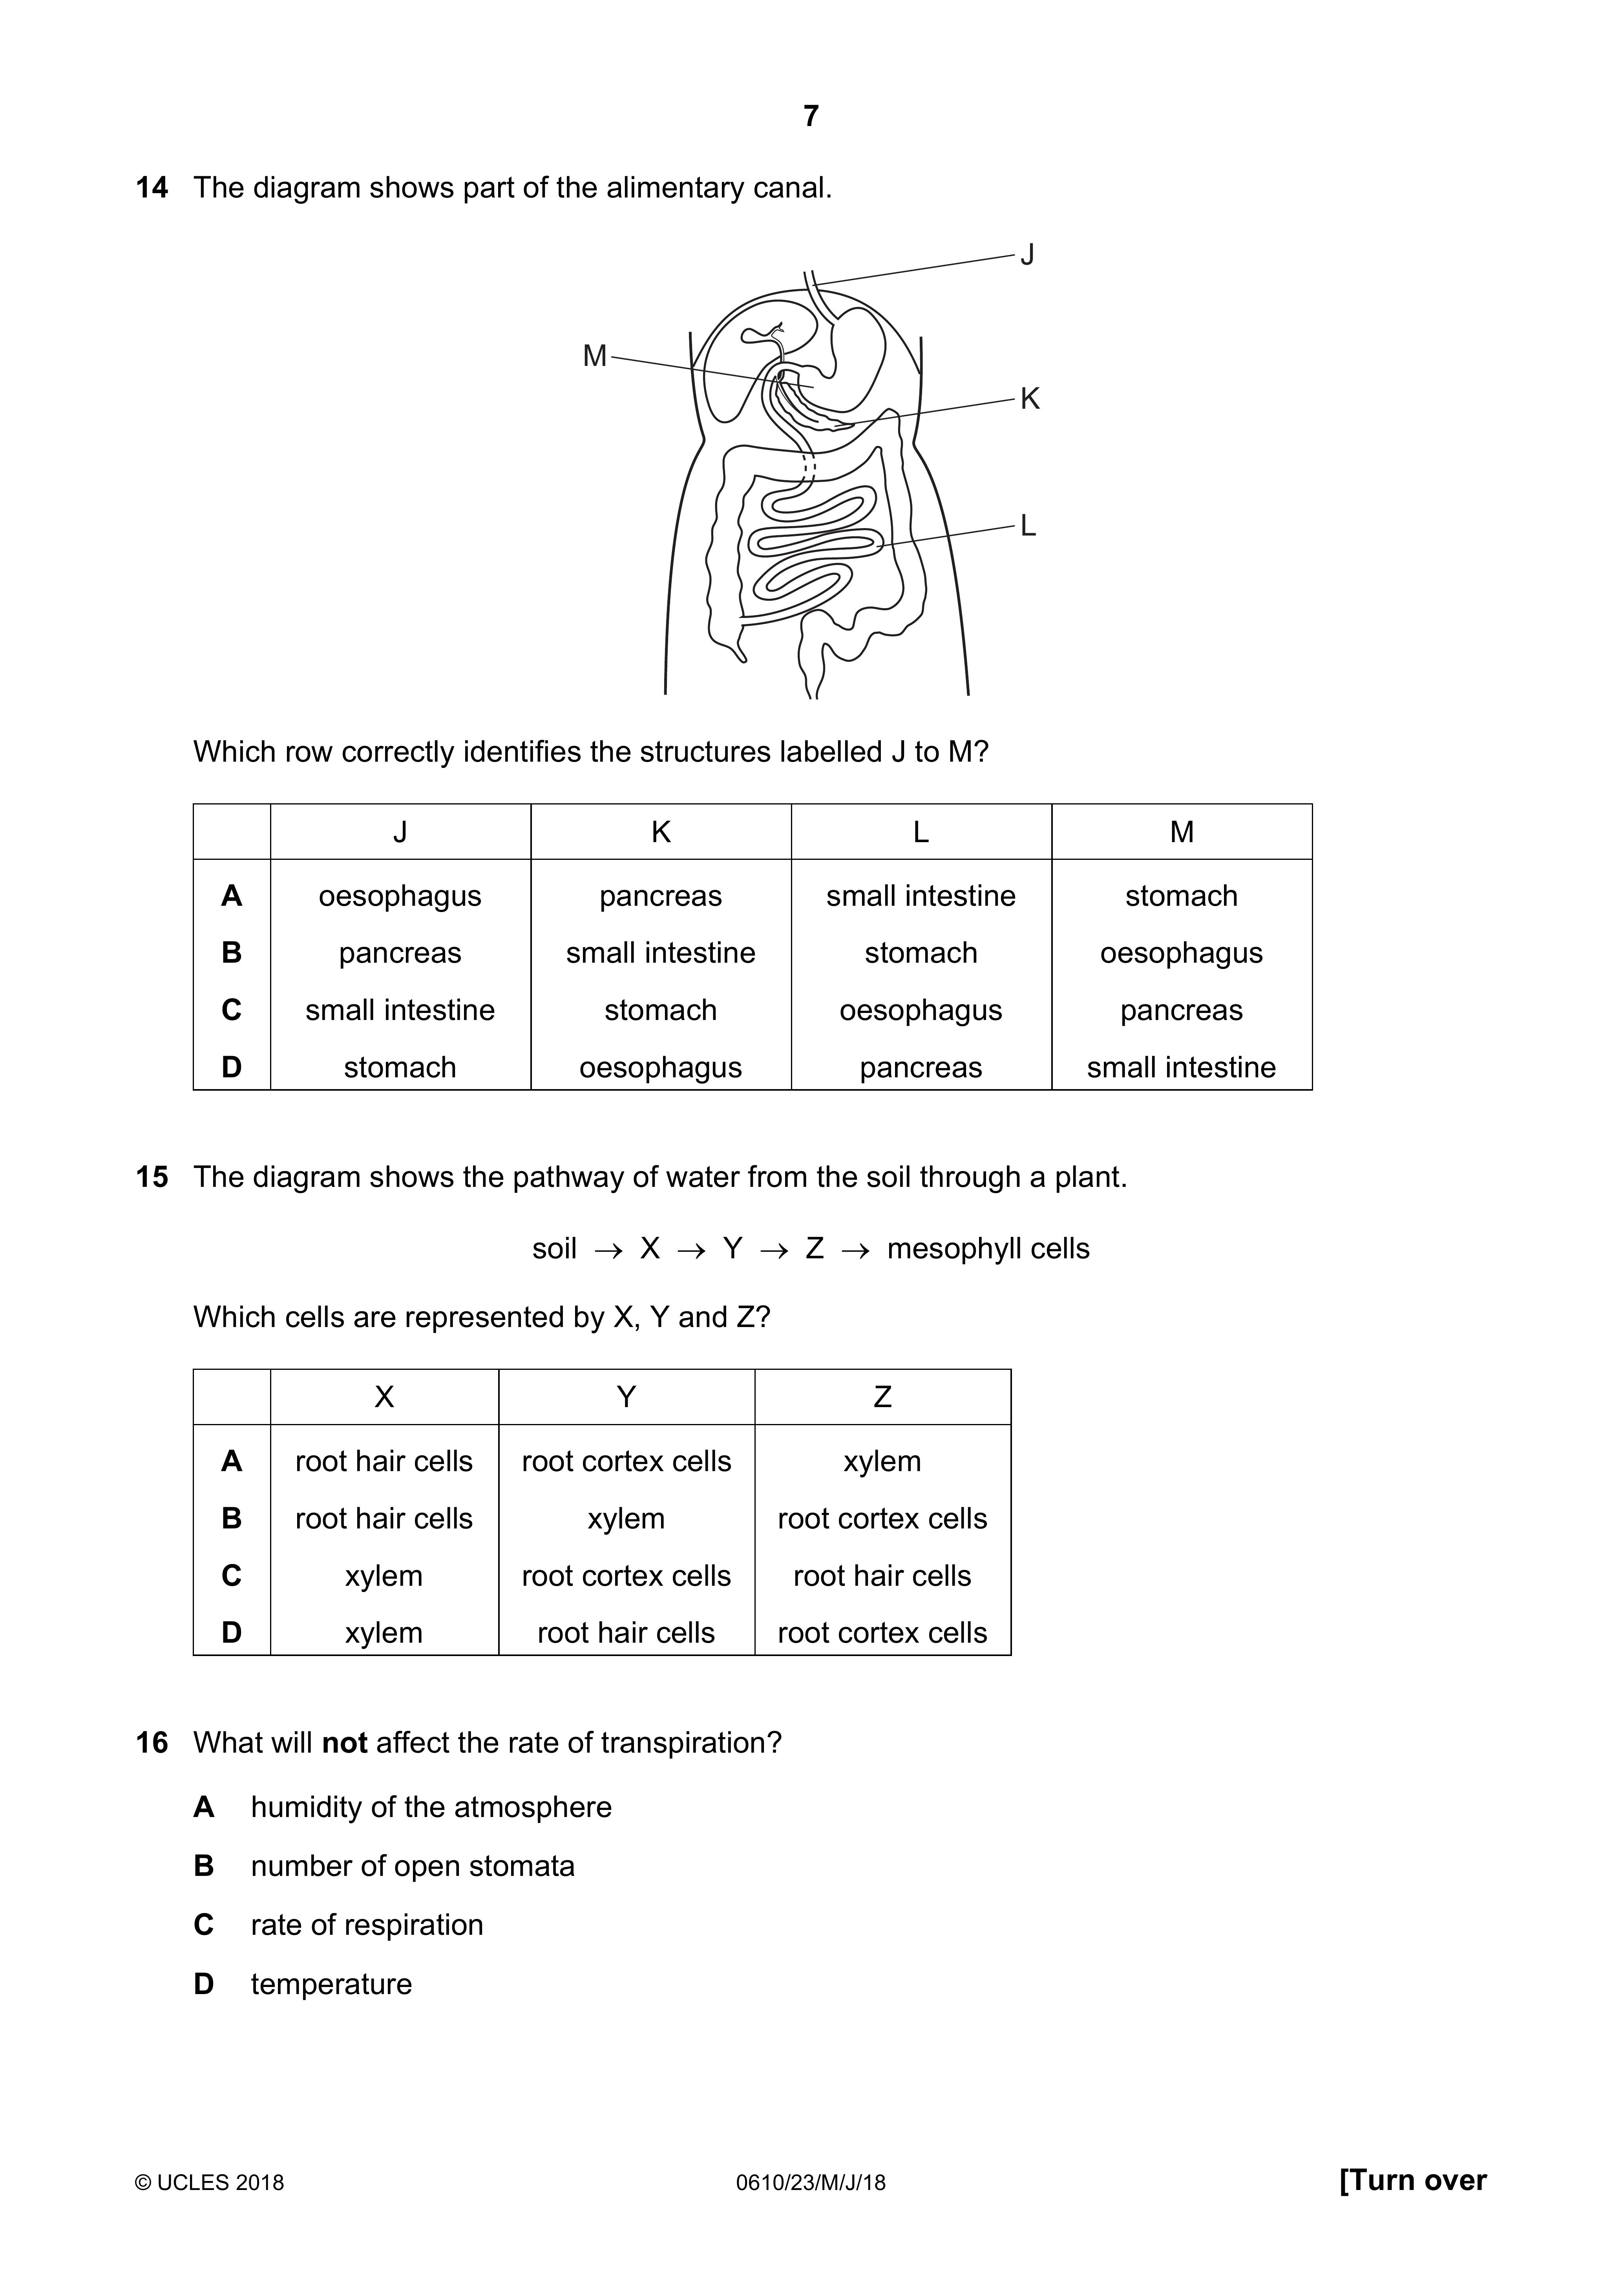 7
14 The diagram shows part of the alimentary canal.
J
M
K
L
Which row correctly identifies the structures labelled J to M?
J K L M
A oesophagus pancreas small intestine stomach
B pancreas small intestine stomach oesophagus
C small intestine stomach oesophagus pancreas
D stomach oesophagus pancreas small intestine
15 The diagram shows the pathway of water from the soil through a plant.
soil → X → Y → Z → mesophyll cells
Which cells are represented by X, Y and Z?
X Y Z
A root hair cells root cortex cells xylem
B root hair cells xylem root cortex cells
C xylem root cortex cells root hair cells
D xylem root hair cells root cortex cells
16 What will not affect the rate of transpiration?
A humidity of the atmosphere
B number of open stomata
C rate of respiration
D temperature
© UCLES 2018 0610/23/M/J/18 [Turn over